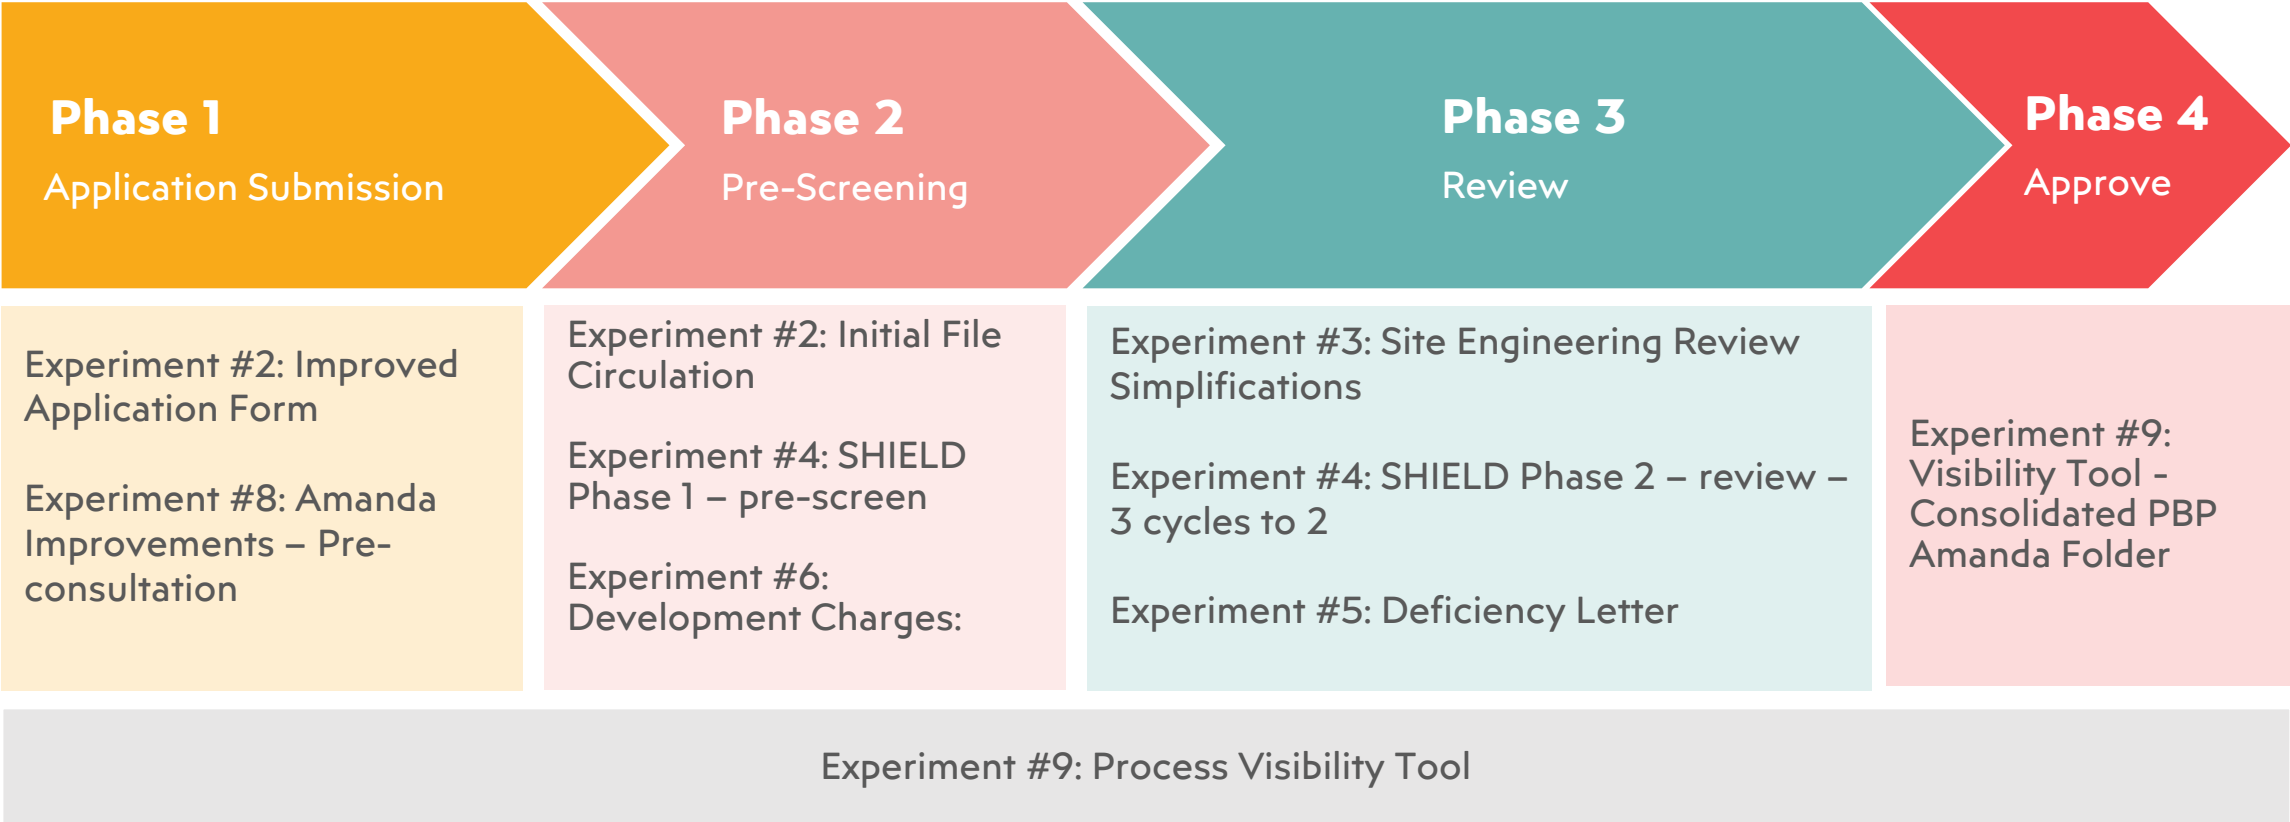 Phase 1
Application Submission
Phase 2
Pre-Screening
Phase 3
Review
Phase 4
Approve
Experiment #2: Improved
Application Form
Experiment #8: Amanda
Improvements – Pre-
consultation
Experiment #2: Initial File
Circulation
Experiment #4: SHIELD
Phase 1 – pre-screen
Experiment #6:
Development Charges:
Experiment #3: Site Engineering Review
Simplifications
Experiment #4: SHIELD Phase 2 – review –
3 cycles to 2
Experiment #5: Deficiency Letter
Experiment #9:
Visibility Tool -
Consolidated PBP
Amanda Folder
Experiment #9: Process Visibility Tool